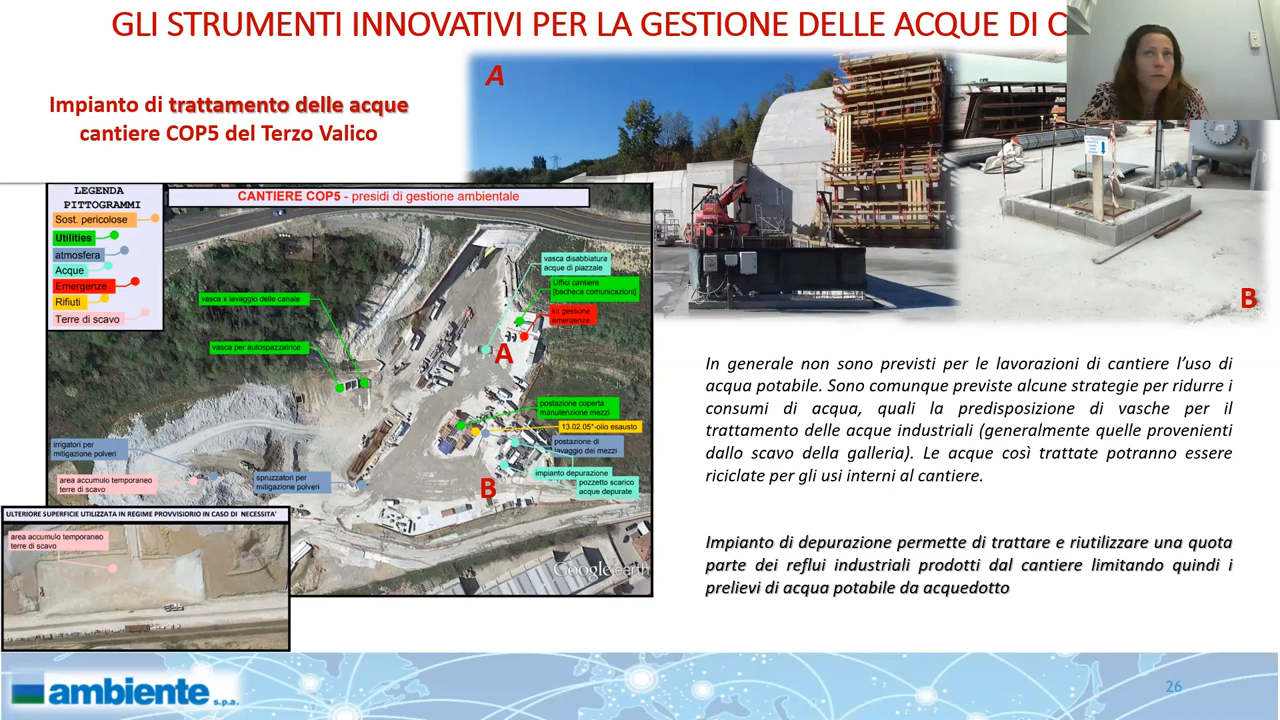 GLI STRUMENTI INNOVATIVI PER LA GESTIONE DELLE ACQUE DI C
Impianto di trattamento delle acque
cantiere COP5 del Terzo Valico
A
B
LEGENDA
PITTOGRAMMI
Sost. pericolose
Utilities
atmosfera
Acque
Emergenze
Rifiuti
Terre di scavo
CANTIERE COP5 - presidi di gestione ambientale
vasca disabbiatura
acque di piazzale
Uffici cantiere
[bacheca comunicazioni]
kit gestione
emergenze
vasca x lavaggio delle canale
vasca per autospazzatrice
A
postazione coperta
manutenzione mezzi
13.02.05*-olio esausto
postazione di
lavaggio dei mezzi
impianto depurazione
pozzetto scarico
acque depurate
B
irrigatori per
mitigazione polveri
area accumulo temporaneo
terre di scavo
spruzzatori per
mitigazione polveri
Google earth
ULTERIORE SUPERFICIE UTILIZZATA IN REGIME PROVVISIORIO IN CASO DI NECESSITA'
area accumulo temporaneo
terre di scavo
In generale non sono previsti per le lavorazioni di cantiere l'uso di
acqua potabile. Sono comunque previste alcune strategie per ridurre i
consumi di acqua, quali la predisposizione di vasche per il
trattamento delle acque industriali (generalmente quelle provenienti
dallo scavo della galleria). Le acque così trattate potranno essere
riciclate per gli usi interni al cantiere.
Impianto di depurazione permette di trattare e riutilizzare una quota
parte dei reflui industriali prodotti dal cantiere limitando quindi i
prelievi di acqua potabile da acquedotto
ambiente s.p.a.
26